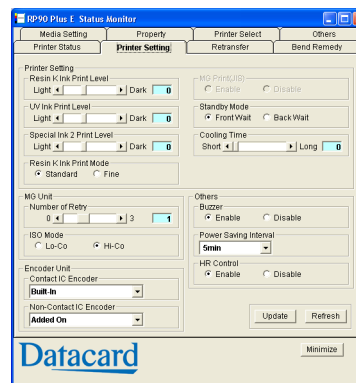 RP90 Plus E Status Monitor
Media Setting Property Printer Select Others
Printer Status Printer Setting Retransfer Bend Remedy
Printer Setting
Resin K Ink Print Level
Light Dark 0
UV Ink Print Level
Light Dark 0
Special Ink 2 Print Level
Light Dark 0
Resin K Ink Print Mode
Standard Fine
MG Print(JIS)
Enable Disable
Standby Mode
Front Wait Back Wait
Cooling Time
Short Long 0
MG Unit
Number of Retry
0 3 1
ISO Mode
Lo-Co Hi-Co
Encoder Unit
Contact IC Encoder
Built-In
Non-Contact IC Encoder
Added On
Others
Buzzer
Enable Disable
Power Saving Interval
5min
HR Control
Enable Disable
Update Refresh
Datacard
Minimize